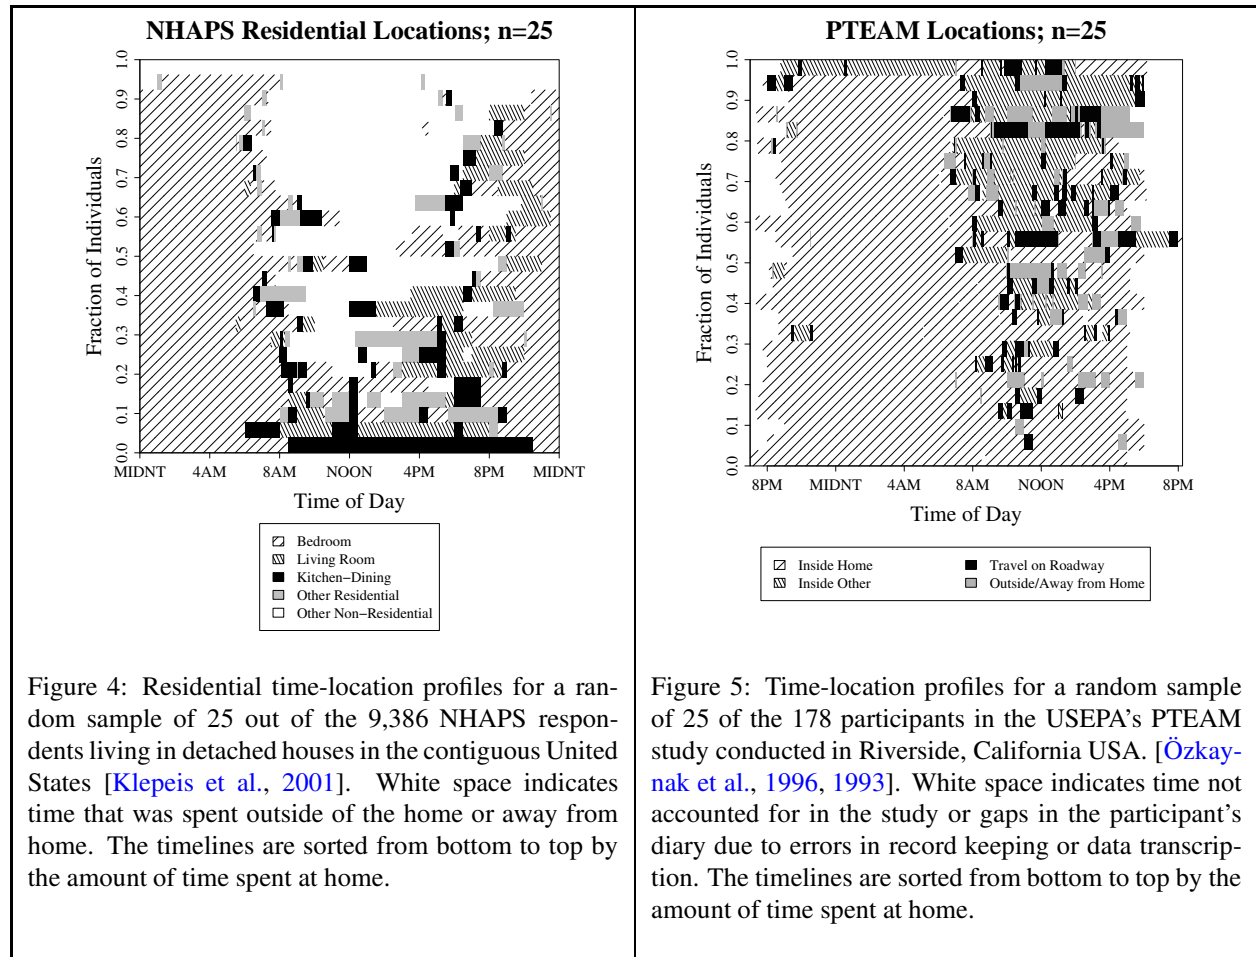 NHAPS Residential Locations; n=25
Fraction of Individuals
1.0
0.9
0.8
0.7
0.6
0.5
0.4
0.3
0.2
0.1
0.0
MIDNT 4AM 8AM NOON 4PM 8PM MIDNT
Time of Day
Bedroom
Living Room
Kitchen−Dining
Other Residential
Other Non−Residential
Figure 4: Residential time-location profiles for a ran-
dom sample of 25 out of the 9,386 NHAPS respon-
dents living in detached houses in the contiguous United
States [Klepeis et al., 2001]. White space indicates
time that was spent outside of the home or away from
home. The timelines are sorted from bottom to top by
the amount of time spent at home.
PTEAM Locations; n=25
Fraction of Individuals
1.0
0.9
0.8
0.7
0.6
0.5
0.4
0.3
0.2
0.1
0.0
8PM MIDNT 4AM 8AM NOON 4PM 8PM
Time of Day
Inside Home
Inside Other
Travel on Roadway
Outside/Away from Home
Figure 5: Time-location profiles for a random sample
of 25 of the 178 participants in the USEPA's PTEAM
study conducted in Riverside, California USA. [Özkay-
nak et al., 1996, 1993]. White space indicates time not
accounted for in the study or gaps in the participant's
diary due to errors in record keeping or data transcrip-
tion. The timelines are sorted from bottom to top by the
amount of time spent at home.